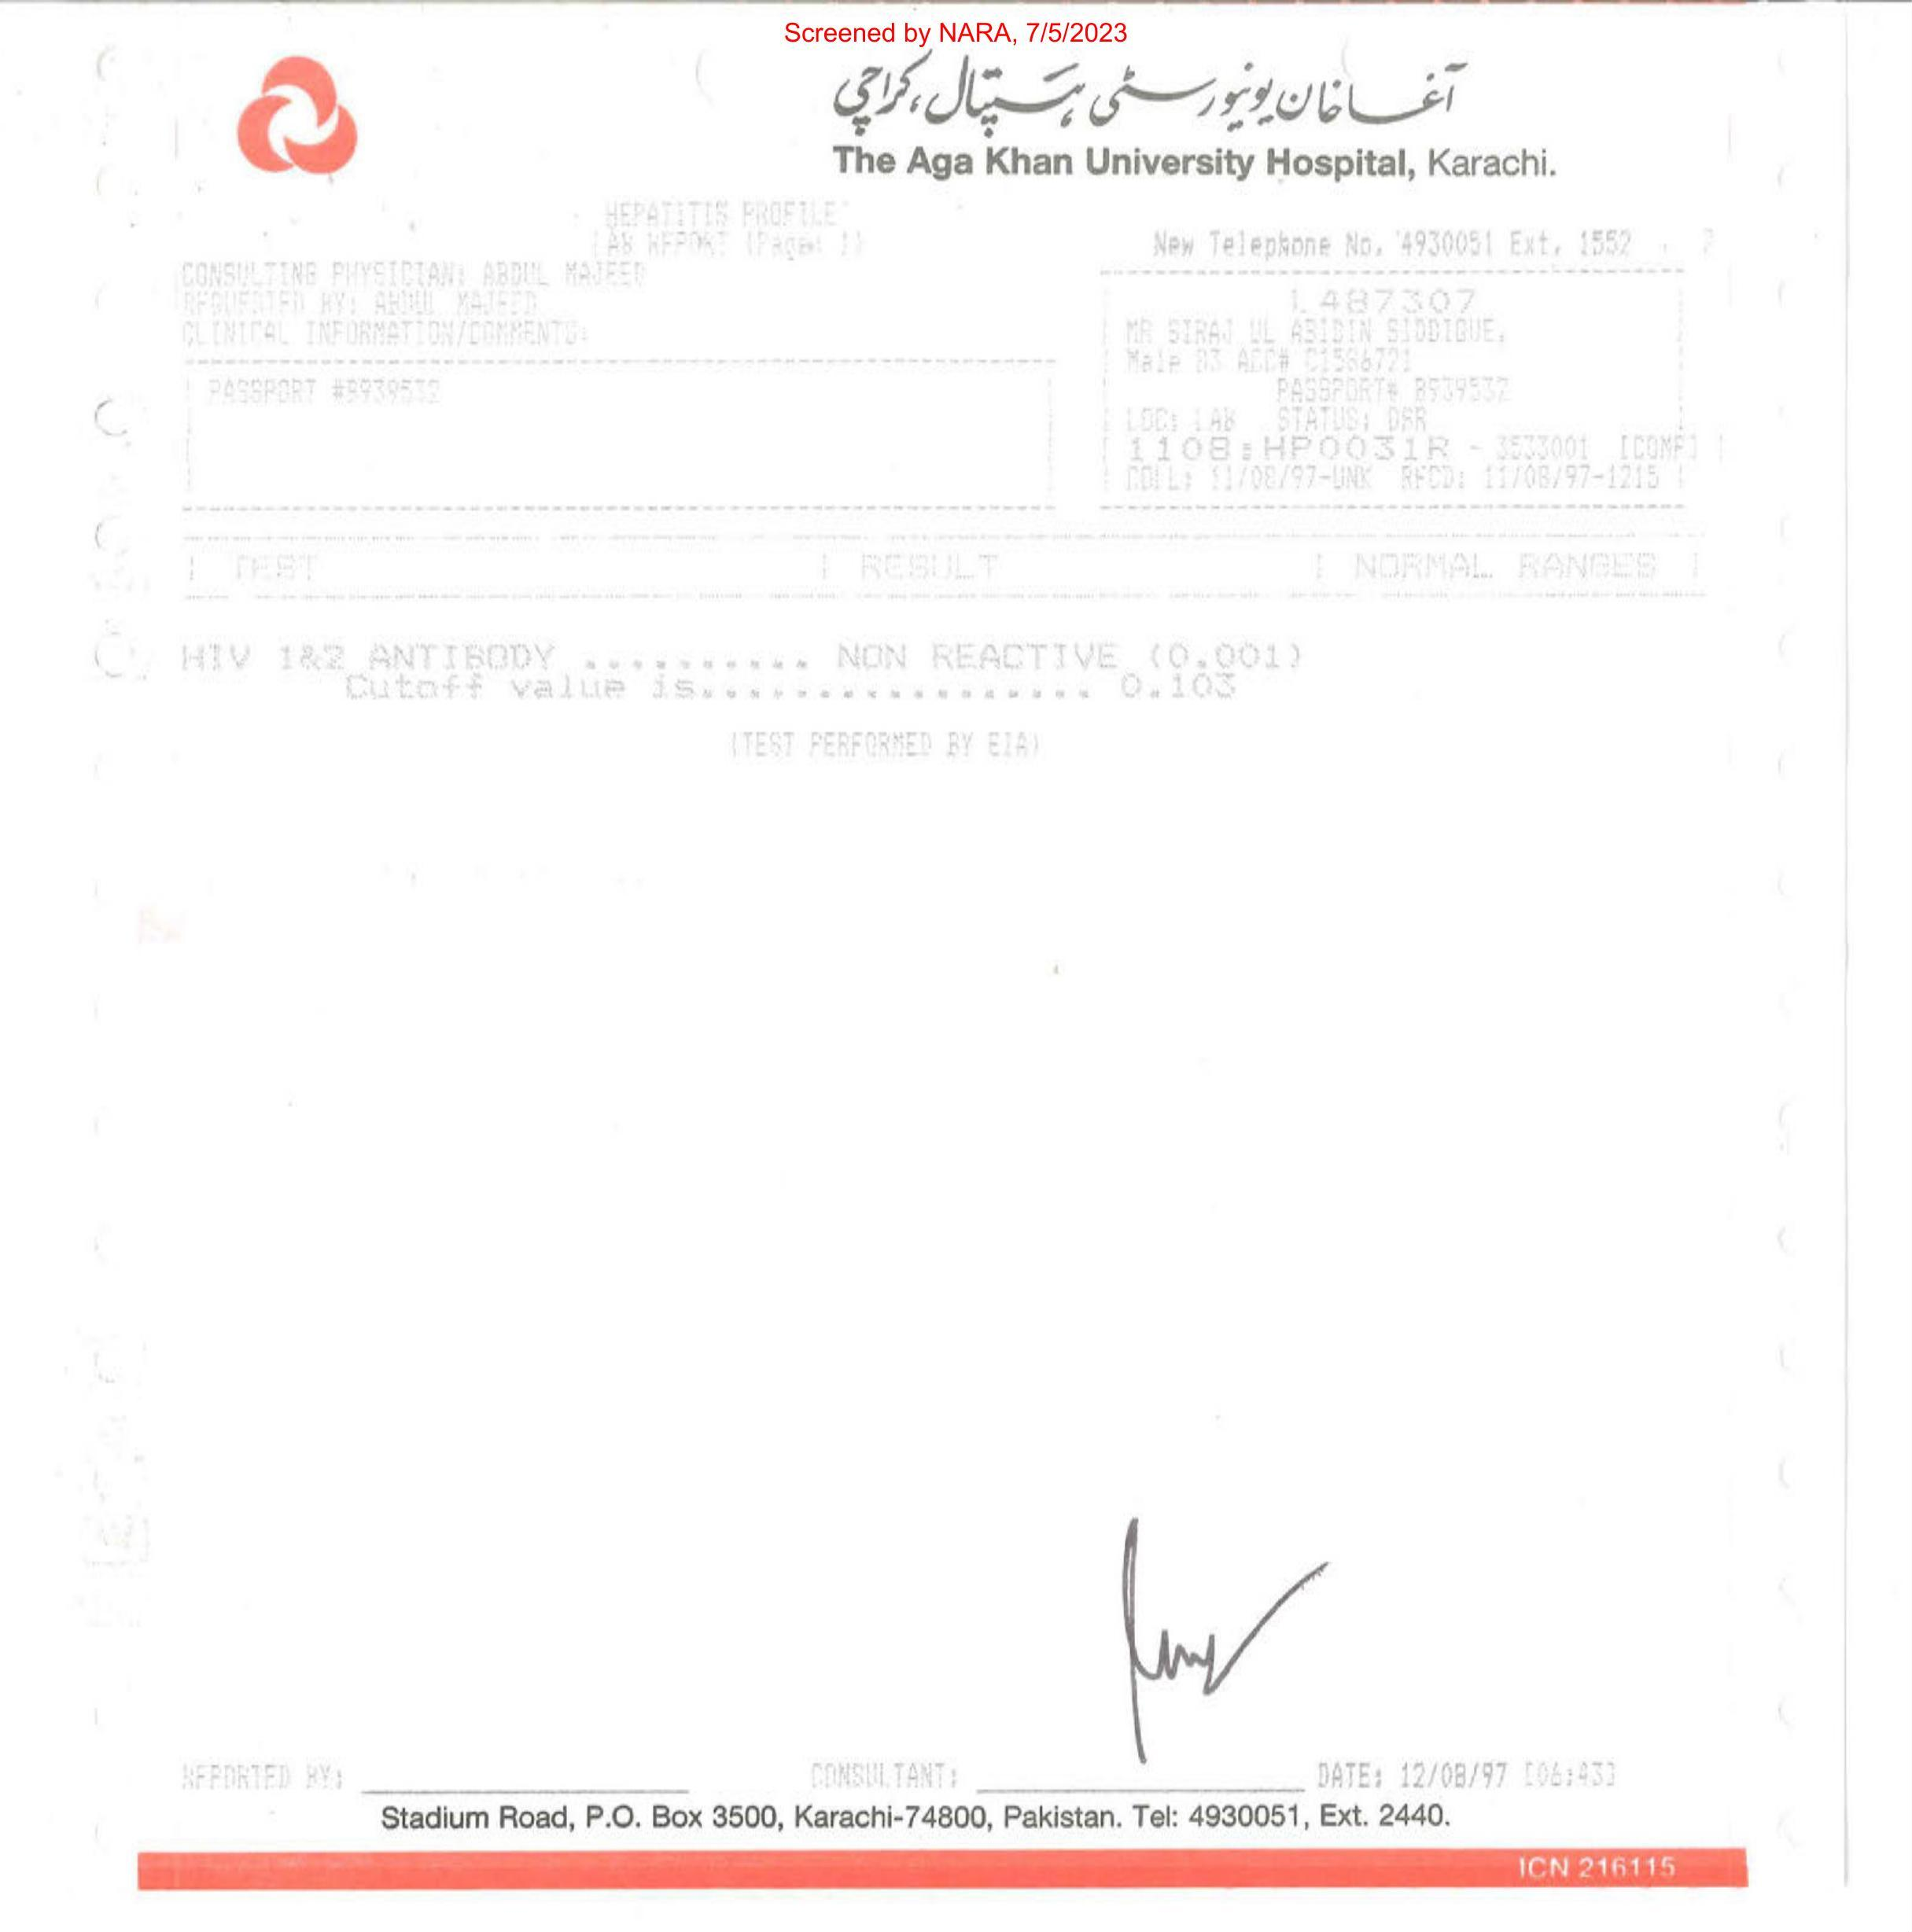 Screened by NARA, 7/5/2023
آغا خان یونیورسٹی ہسپتال، کراچی
The Aga Khan University Hospital, Karachi.
HEPATITIS PROFILE
LAB REPORT (Page: 1)
New Telephone No. 4930051 Ext. 1552
CONSULTING PHYSICIAN: ABDUL MAJEED
REQUESTED BY: ABDUL MAJEED
CLINICAL INFORMATION/COMMENTS:
PASSPORT #8939532
L487307
MR SIRAJ UL ABIDIN SIDDIQUE,
Male 83 ACC# C1586721
PASSPORT# 8939532
LOC: LAB STATUS: DSR
1108:HP0031R - 3533001 [CONF]
COLL: 11/08/97-UNK RECD: 11/08/97-1215
| TEST | RESULT | NORMAL RANGES |
HIV 1&2 ANTIBODY .......... NON REACTIVE (0.001)
Cutoff value is.................. 0.103
(TEST PERFORMED BY EIA)
REPORTED BY: CONSULTANT: DATE: 12/08/97 [06:43]
Stadium Road, P.O. Box 3500, Karachi-74800, Pakistan. Tel: 4930051, Ext. 2440.
ICN 216115